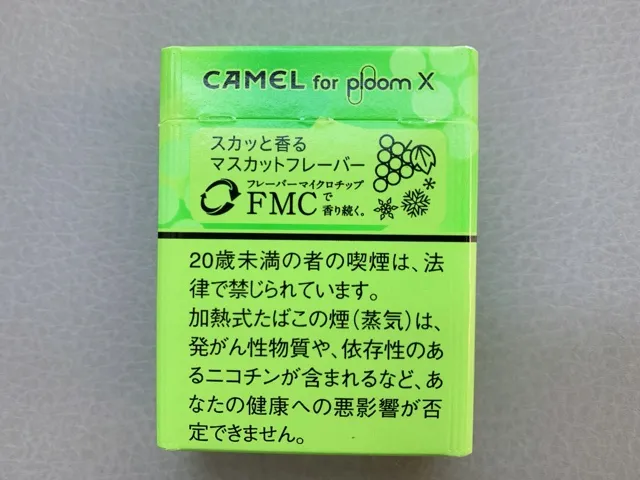 CAMEL for ploom X
スカッと香る
マスカットフレーバー
フレーバーマイクロチップ
FMCで
香り続く。
20歳未満の者の喫煙は、法
律で禁じられています。
加熱式たばこの煙(蒸気)は、
発がん性物質や、依存性のあ
るニコチンが含まれるなど、あ
なたの健康への悪影響が否
定できません。